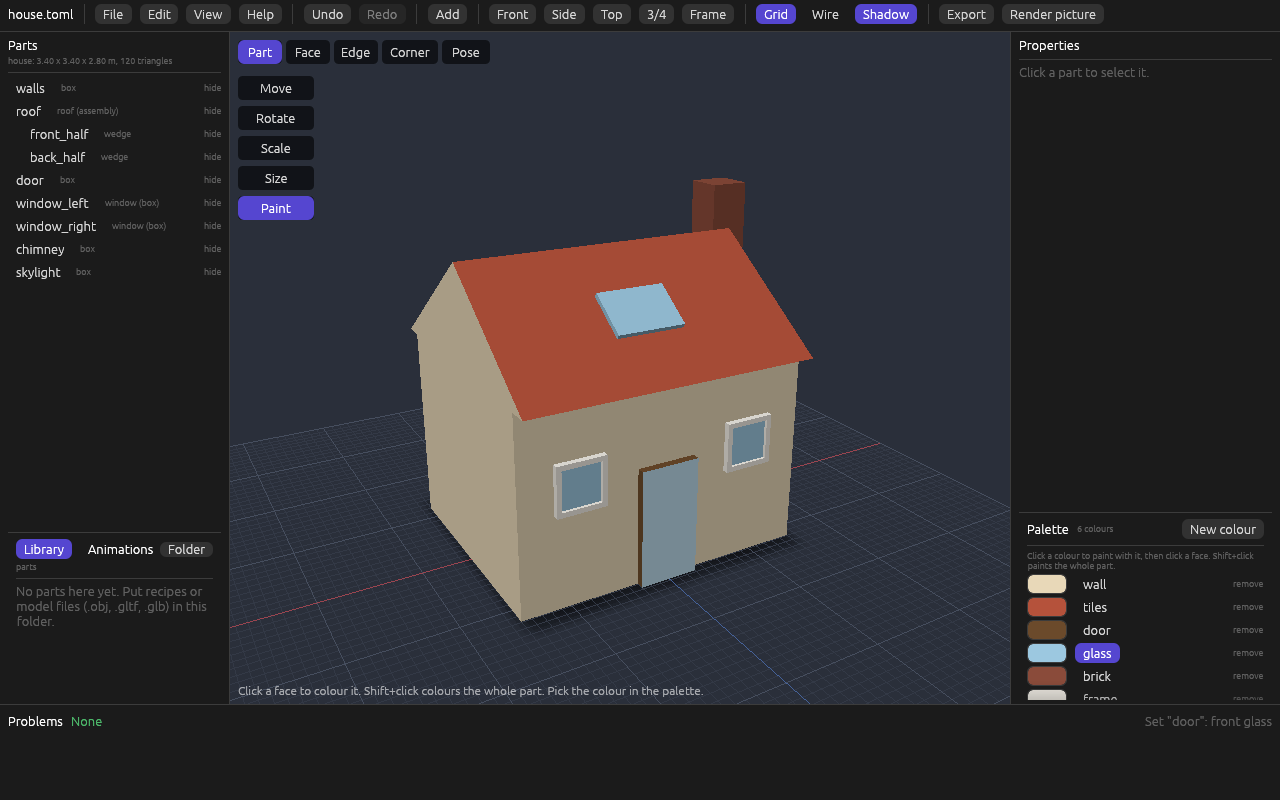 house.toml File Edit View Help Undo Redo Add Front Side Top 3/4 Frame Grid Wire Shadow Export Render picture
Parts
house: 3.40 x 3.40 x 2.80 m, 120 triangles
walls box hide
roof roof (assembly) hide
front_half wedge hide
back_half wedge hide
door box hide
window_left window (box) hide
window_right window (box) hide
chimney box hide
skylight box hide
Library Animations Folder
parts
No parts here yet. Put recipes or
model files (.obj, .gltf, .glb) in this
folder.
Part Face Edge Corner Pose
Move
Rotate
Scale
Size
Paint
Click a face to colour it. Shift+click colours the whole part. Pick the colour in the palette.
Properties
Click a part to select it.
Palette 6 colours New colour
Click a colour to paint with it, then click a face. Shift+click
paints the whole part.
wall remove
tiles remove
door remove
glass remove
brick remove
frame remove
Problems None
Set "door": front glass